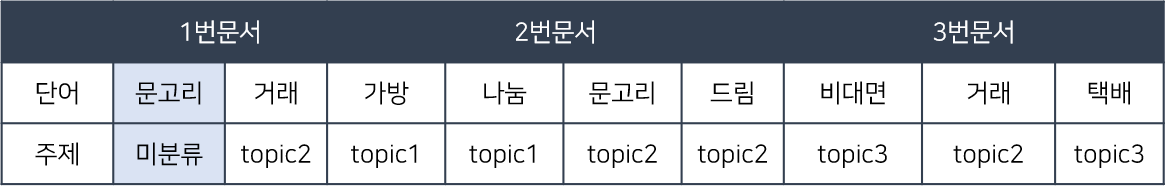 1번문서 2번문서 3번문서
단어 문고리 거래 가방 나눔 문고리 드림 비대면 거래 택배
주제 미분류 topic2 topic1 topic1 topic2 topic2 topic3 topic2 topic3